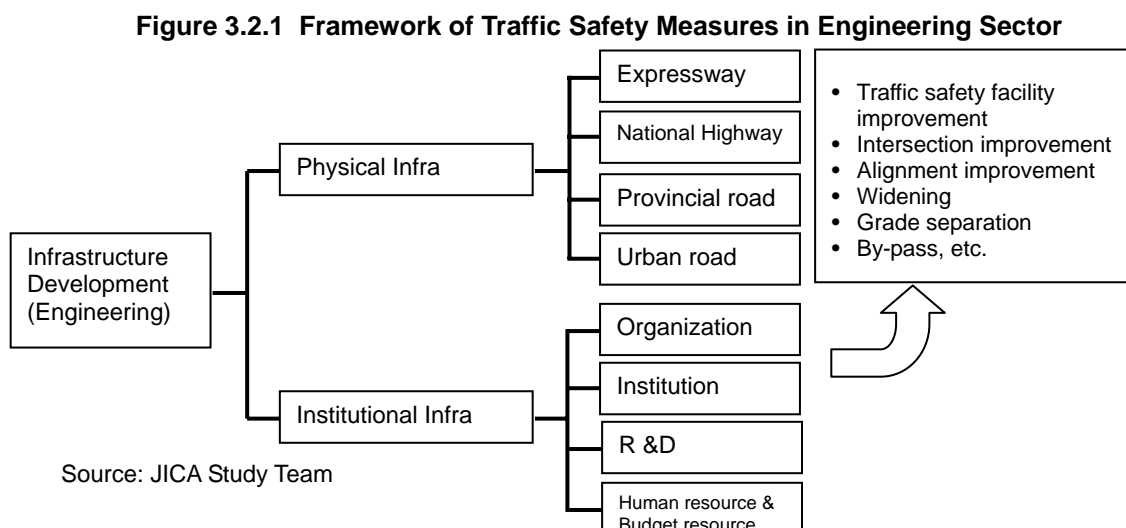 Figure 3.2.1 Framework of Traffic Safety Measures in Engineering Sector
Infrastructure
Development
(Engineering)
Physical Infra
Expressway
National Highway
Provincial road
Urban road
• Traffic safety facility
improvement
• Intersection improvement
• Alignment improvement
• Widening
• Grade separation
• By-pass, etc.
Institutional Infra
Organization
Institution
R &D
Human resource &
Budget resource
Source: JICA Study Team